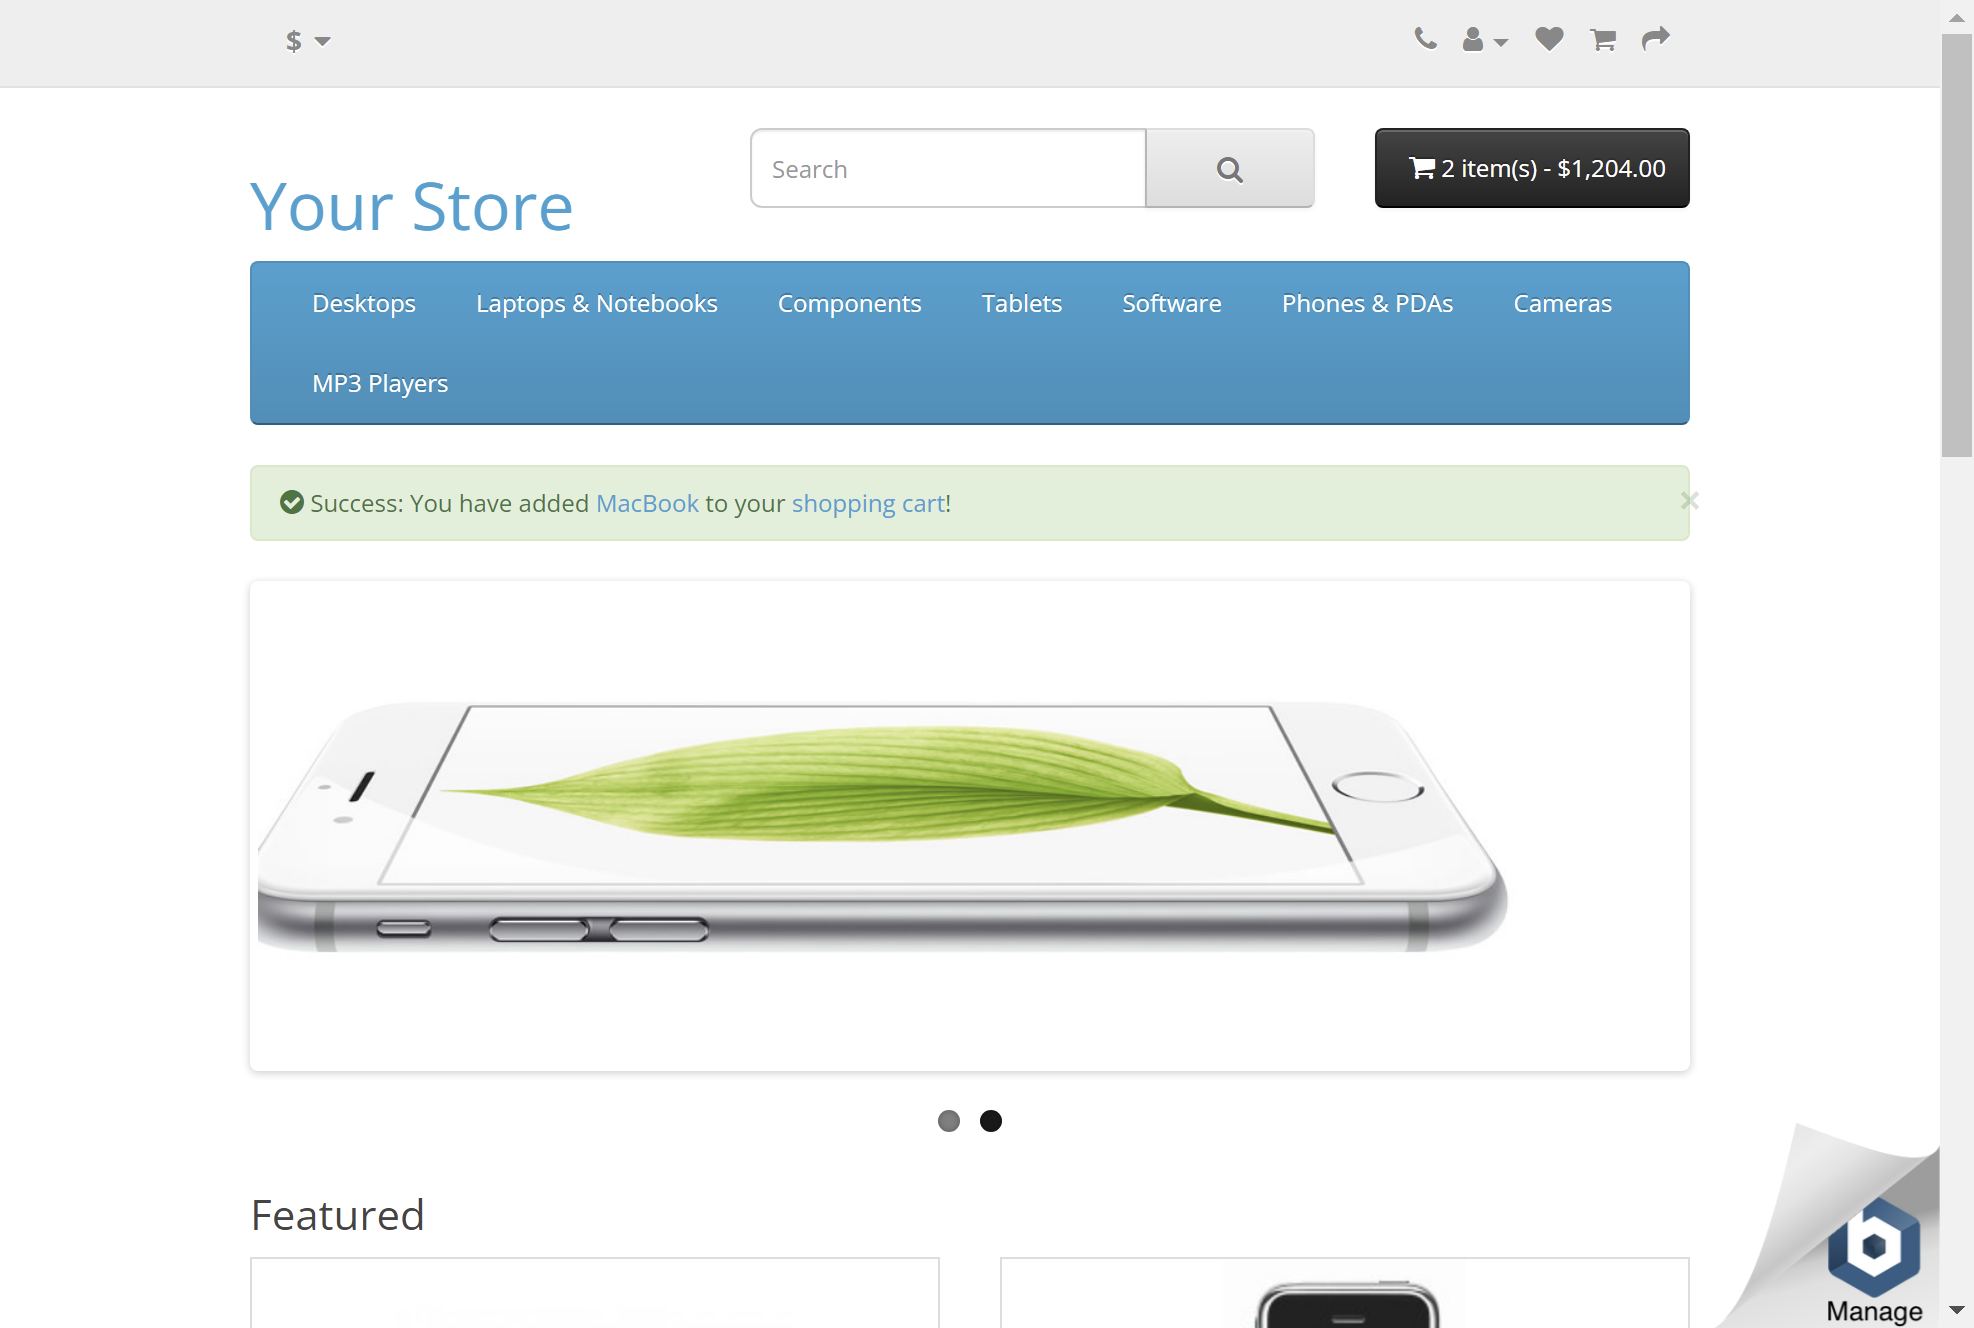 $
Your Store
Search
2 item(s) - $1,204.00
Desktops
Laptops & Notebooks
Components
Tablets
Software
Phones & PDAs
Cameras
MP3 Players
Success: You have added MacBook to your shopping cart!
×
Featured
b
Manage